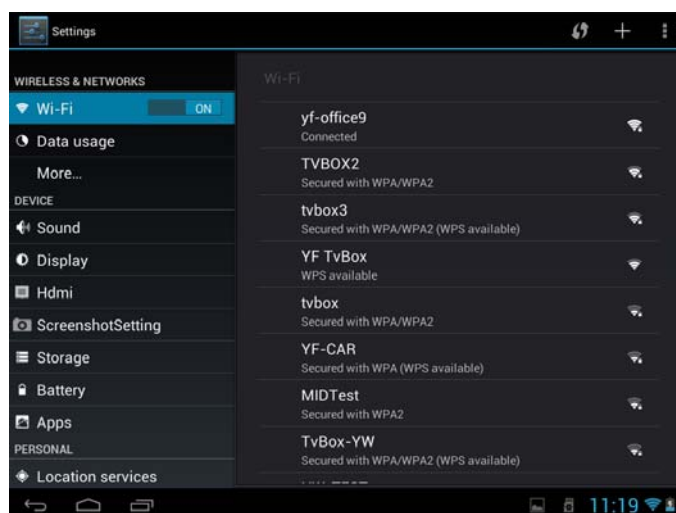 Settings
WIRELESS & NETWORKS
Wi-Fi
ON
Data usage
More...
DEVICE
Sound
Display
Hdmi
ScreenshotSetting
Storage
Battery
Apps
PERSONAL
Location services
Wi-Fi
yf-office9
Connected
TVBOX2
Secured with WPA/WPA2
tvbox3
Secured with WPA/WPA2 (WPS available)
YF TvBox
WPS available
tvbox
Secured with WPA/WPA2
YF-CAR
Secured with WPA (WPS available)
MIDTest
Secured with WPA2
TvBox-YW
Secured with WPA/WPA2 (WPS available)
11:19